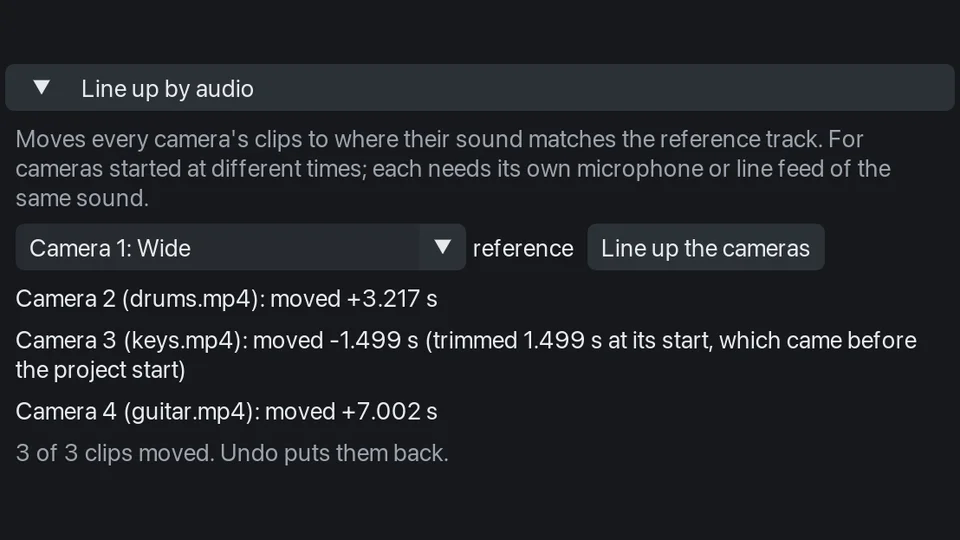 Line up by audio
Moves every camera's clips to where their sound matches the reference track. For
cameras started at different times; each needs its own microphone or line feed of the
same sound.
Camera 1: Wide reference Line up the cameras
Camera 2 (drums.mp4): moved +3.217 s
Camera 3 (keys.mp4): moved -1.499 s (trimmed 1.499 s at its start, which came before
the project start)
Camera 4 (guitar.mp4): moved +7.002 s
3 of 3 clips moved. Undo puts them back.